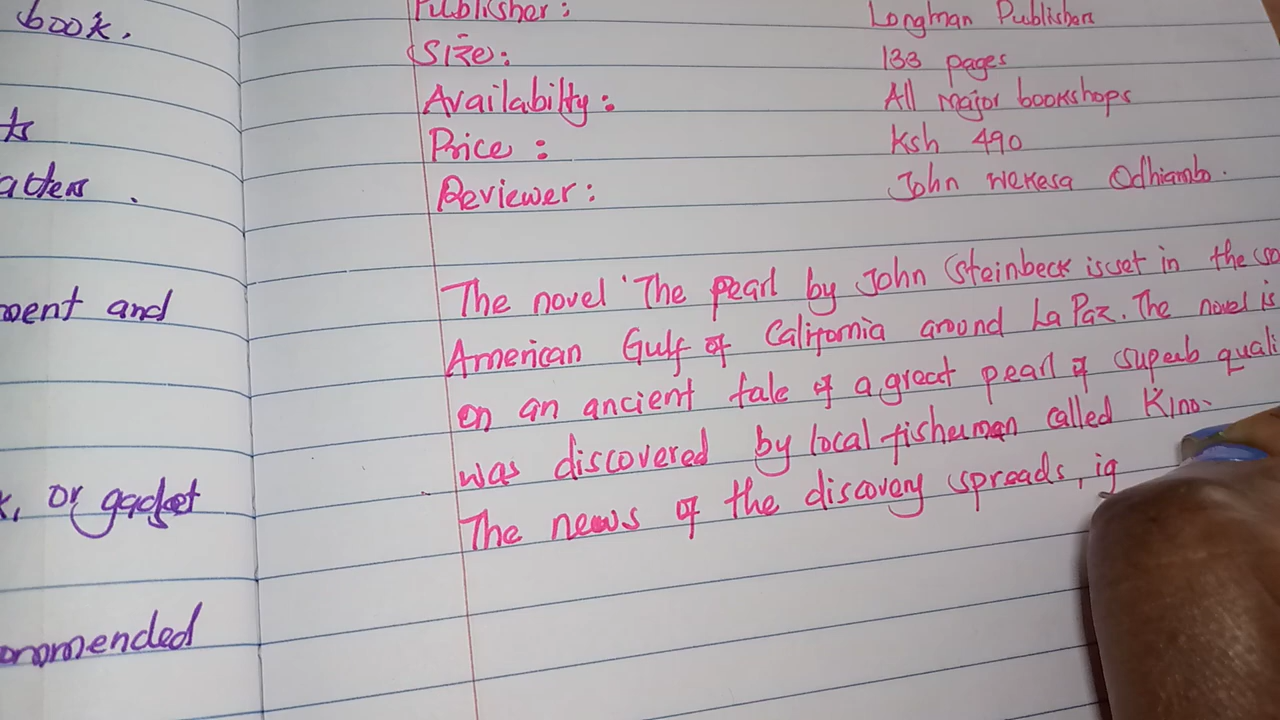 book.
ts
ment and
k, or gadget
Publisher: Longman Publishers
Size: 133 pages
Availabilty: All major bookshops
Price: Ksh 490
Reviewer: John Wekesa Odhiambo.
The novel 'The pearl by John Steinbeck is set in the so
American Gulf of California around La Paz. The novel is
on an ancient tale of a great pearl of superb quali
was discovered by local fisherman called Kino.
The news of the discovery spreads, ig